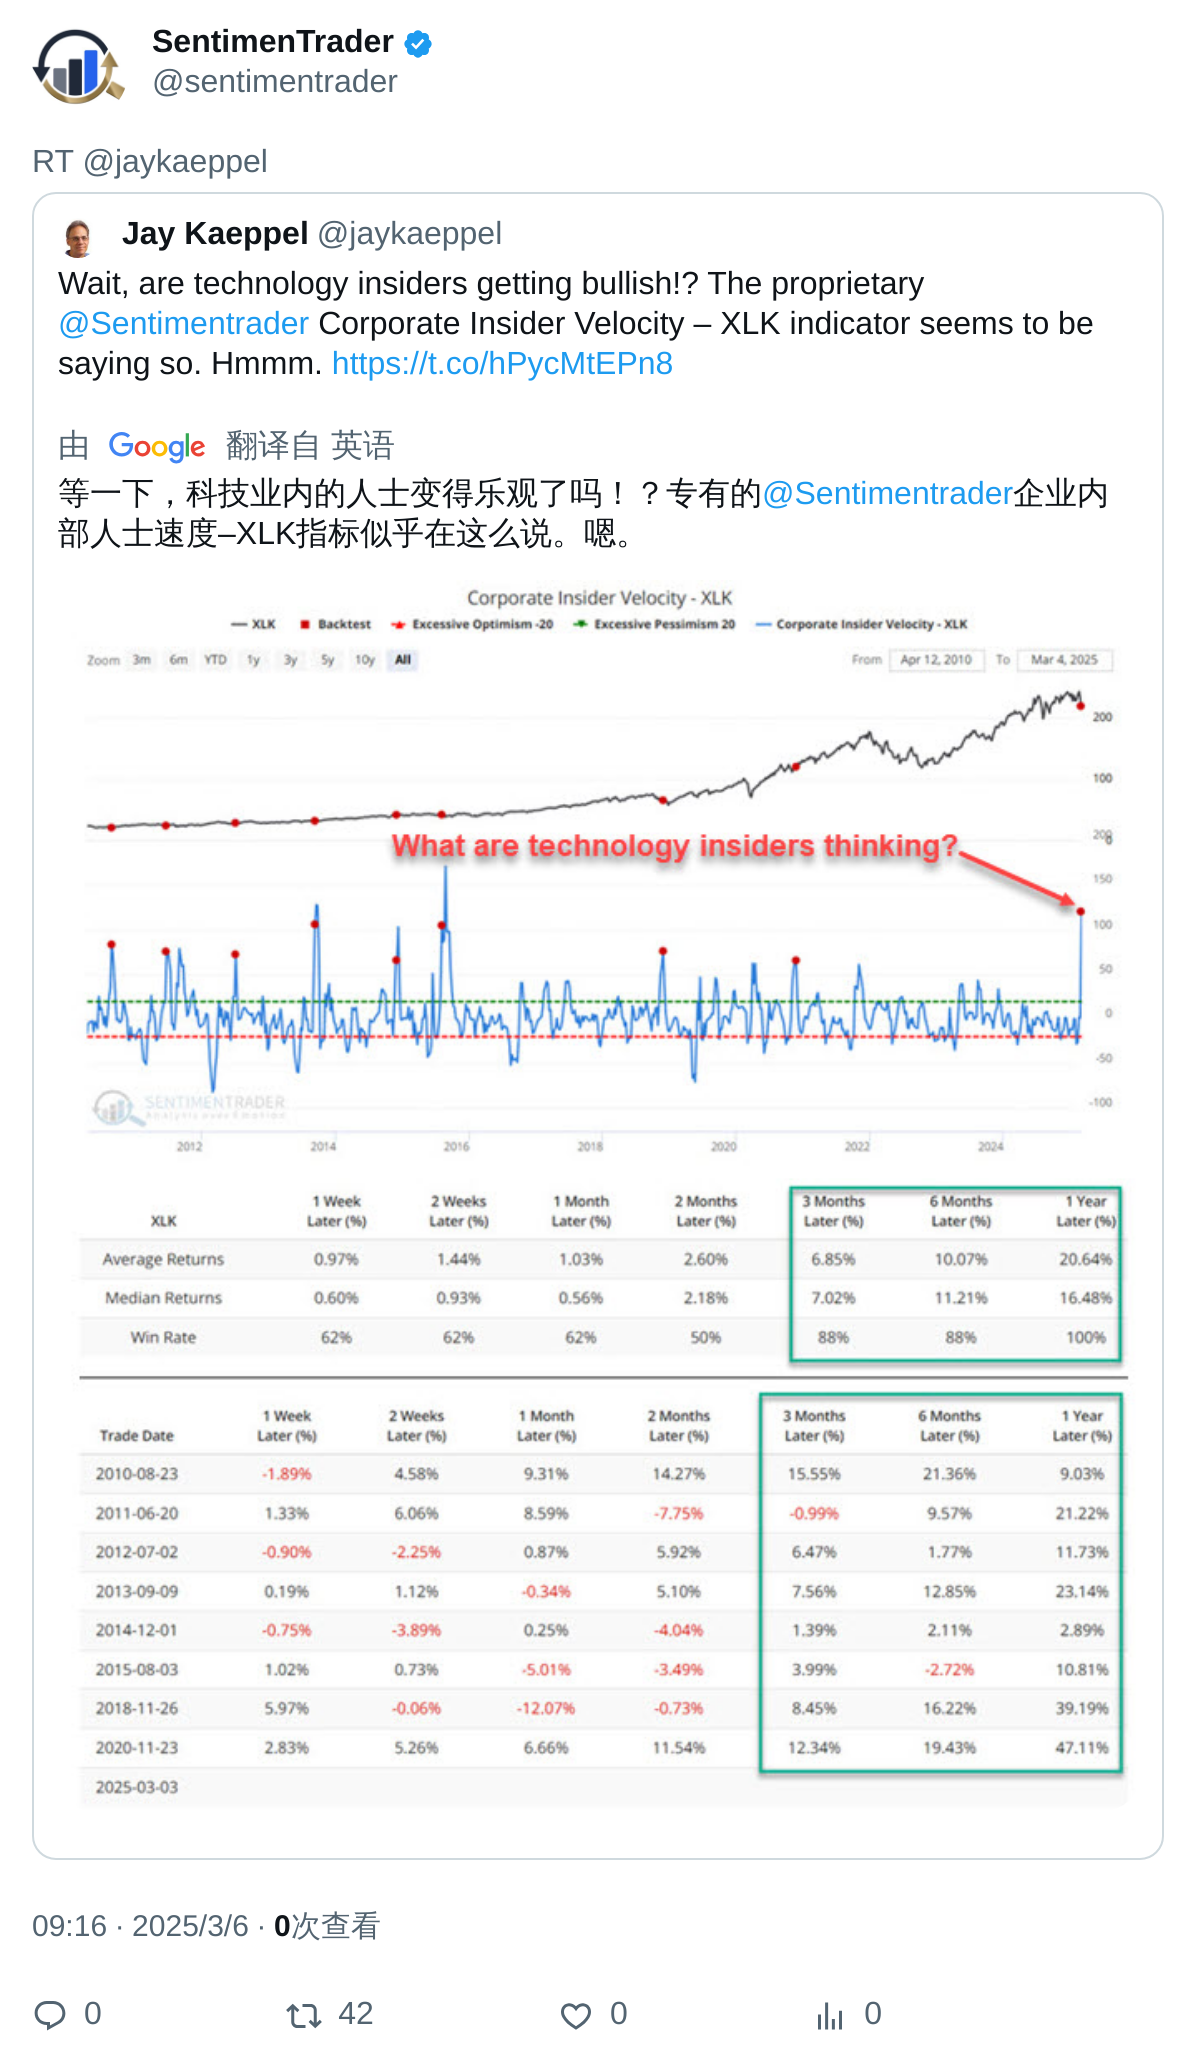 SentimenTrader
@sentimentrader
RT @jaykaeppel
Jay Kaeppel @jaykaeppel
Wait, are technology insiders getting bullish!? The proprietary
@Sentimentrader Corporate Insider Velocity – XLK indicator seems to be
saying so. Hmmm. https://t.co/hPycMtEPn8
由 Google 翻译自 英语
等一下，科技业内的人士变得乐观了吗！？专有的@Sentimentrader企业内
部人士速度–XLK指标似乎在这么说。嗯。
Corporate Insider Velocity - XLK
XLK Backtest Excessive Optimism -20 Excessive Pessimism 20 Corporate Insider Velocity - XLK
Zoom 3m 6m YTD 1y 3y 5y 10y All From Apr 12, 2010 To Mar 4, 2025
200
100
0
What are technology insiders thinking?
200
150
100
50
0
-50
-100
SENTIMENTRADER
Analysis over Emotion
2012 2014 2016 2018 2020 2022 2024
XLK 1 Week Later (%) 2 Weeks Later (%) 1 Month Later (%) 2 Months Later (%) 3 Months Later (%) 6 Months Later (%) 1 Year Later (%)
Average Returns 0.97% 1.44% 1.03% 2.60% 6.85% 10.07% 20.64%
Median Returns 0.60% 0.93% 0.56% 2.18% 7.02% 11.21% 16.48%
Win Rate 62% 62% 62% 50% 88% 88% 100%
Trade Date 1 Week Later (%) 2 Weeks Later (%) 1 Month Later (%) 2 Months Later (%) 3 Months Later (%) 6 Months Later (%) 1 Year Later (%)
2010-08-23 -1.89% 4.58% 9.31% 14.27% 15.55% 21.36% 9.03%
2011-06-20 1.33% 6.06% 8.59% -7.75% -0.99% 9.57% 21.22%
2012-07-02 -0.90% -2.25% 0.87% 5.92% 6.47% 1.77% 11.73%
2013-09-09 0.19% 1.12% -0.34% 5.10% 7.56% 12.85% 23.14%
2014-12-01 -0.75% -3.89% 0.25% -4.04% 1.39% 2.11% 2.89%
2015-08-03 1.02% 0.73% -5.01% -3.49% 3.99% -2.72% 10.81%
2018-11-26 5.97% -0.06% -12.07% -0.73% 8.45% 16.22% 39.19%
2020-11-23 2.83% 5.26% 6.66% 11.54% 12.34% 19.43% 47.11%
2025-03-03
09:16 · 2025/3/6 · 0次查看
0 42 0 0